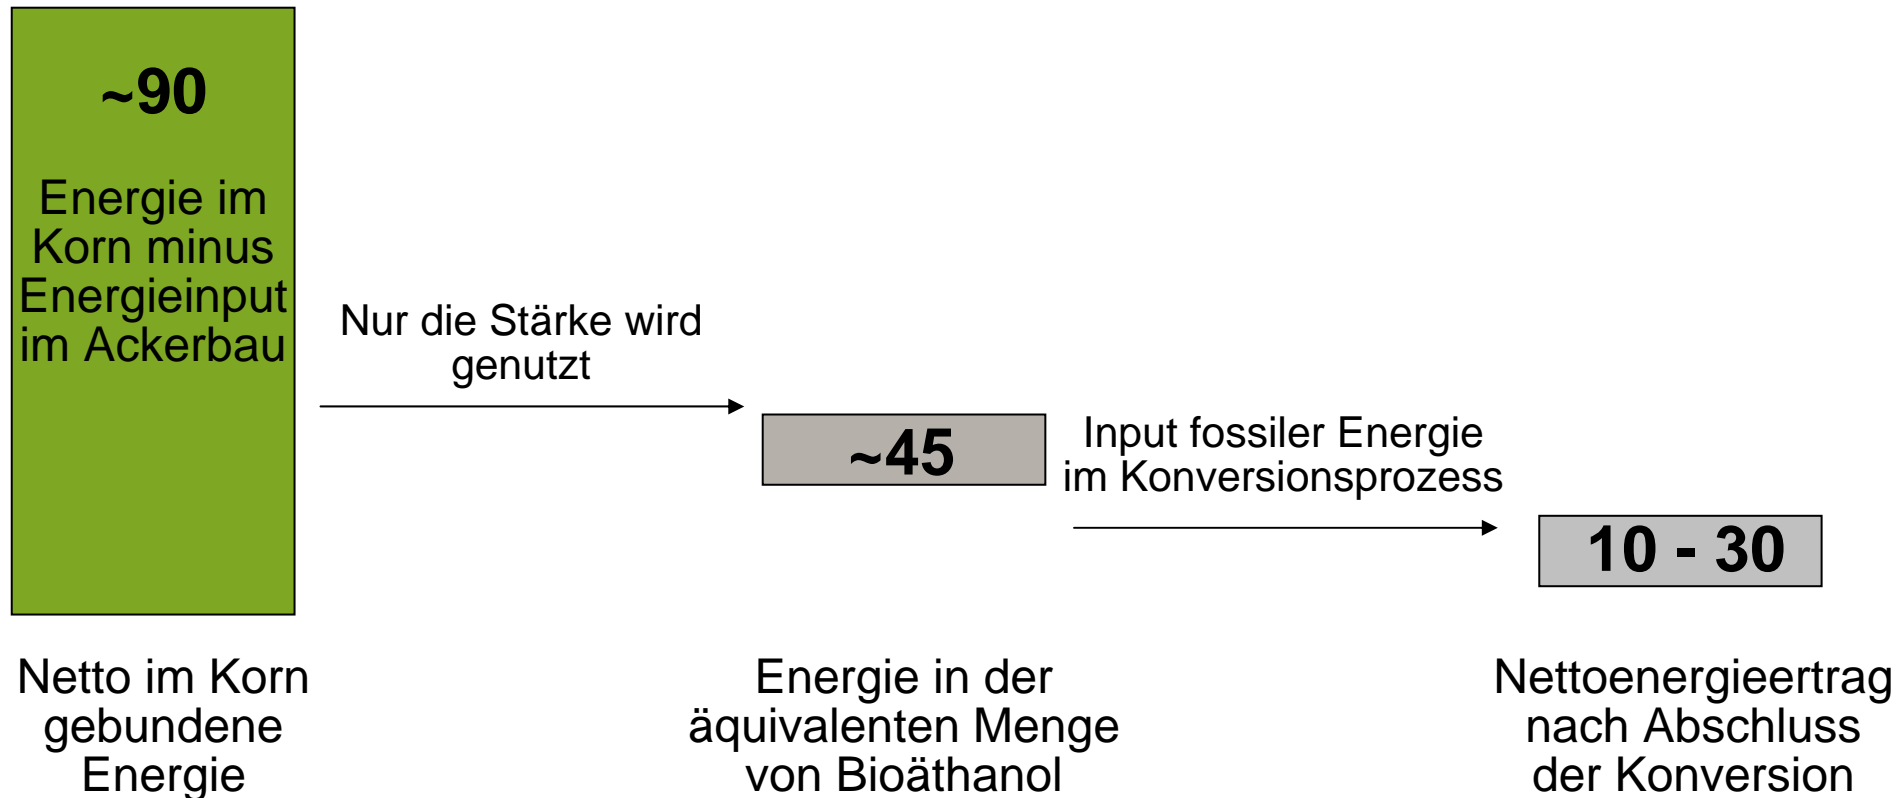 ~90
Energie im
Korn minus
Energieinput
im Ackerbau
Nur die Stärke wird
genutzt
~45
Input fossiler Energie
im Konversionsprozess
10 - 30
Netto im Korn
gebundene
Energie
Energie in der
äquivalenten Menge
von Bioäthanol
Nettoenergieertrag
nach Abschluss
der Konversion